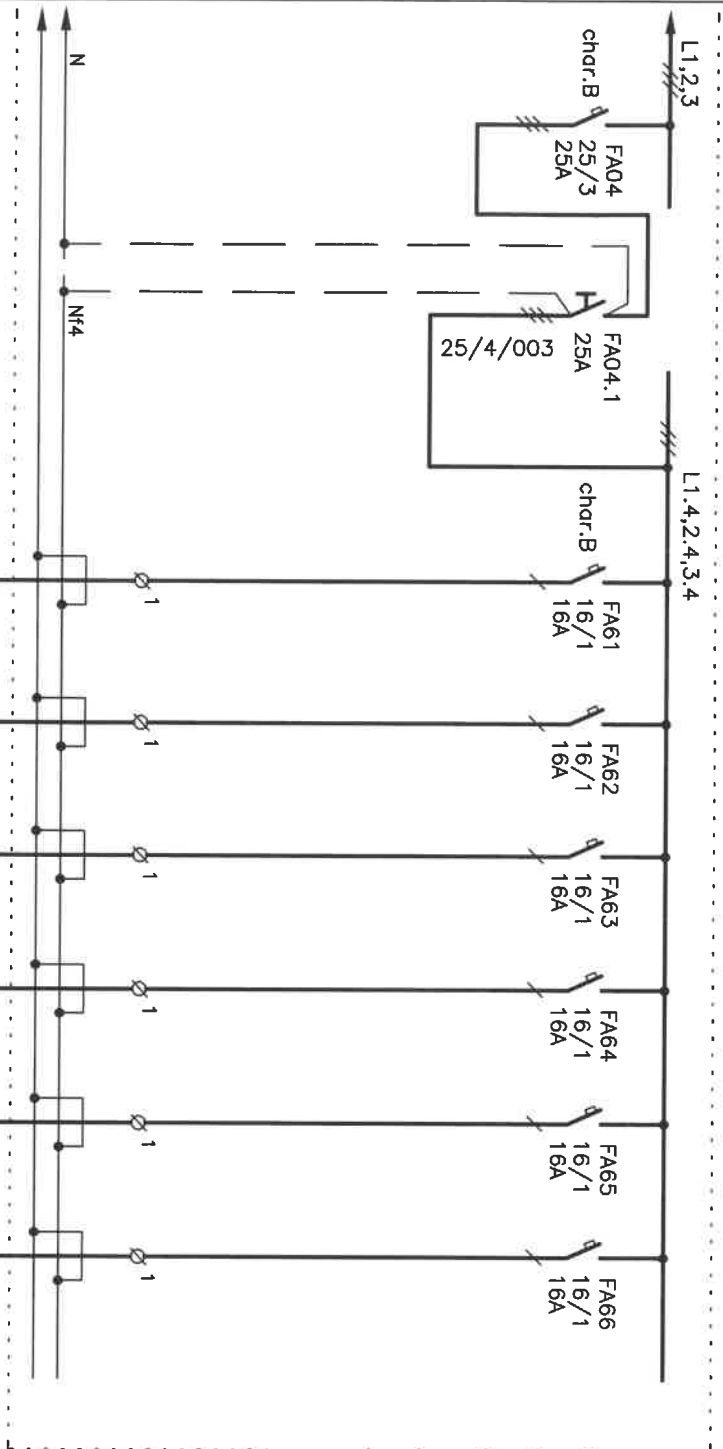 L1,2,3
char.B
FA04
25/3
25A
FA04.1
25A
25/4/003
L1.4,2.4,3.4
char.B
FA61
16/1
16A
FA62
16/1
16A
FA63
16/1
16A
FA64
16/1
16A
FA65
16/1
16A
FA66
16/1
16A
1
1
1
1
1
1
N
Nf4